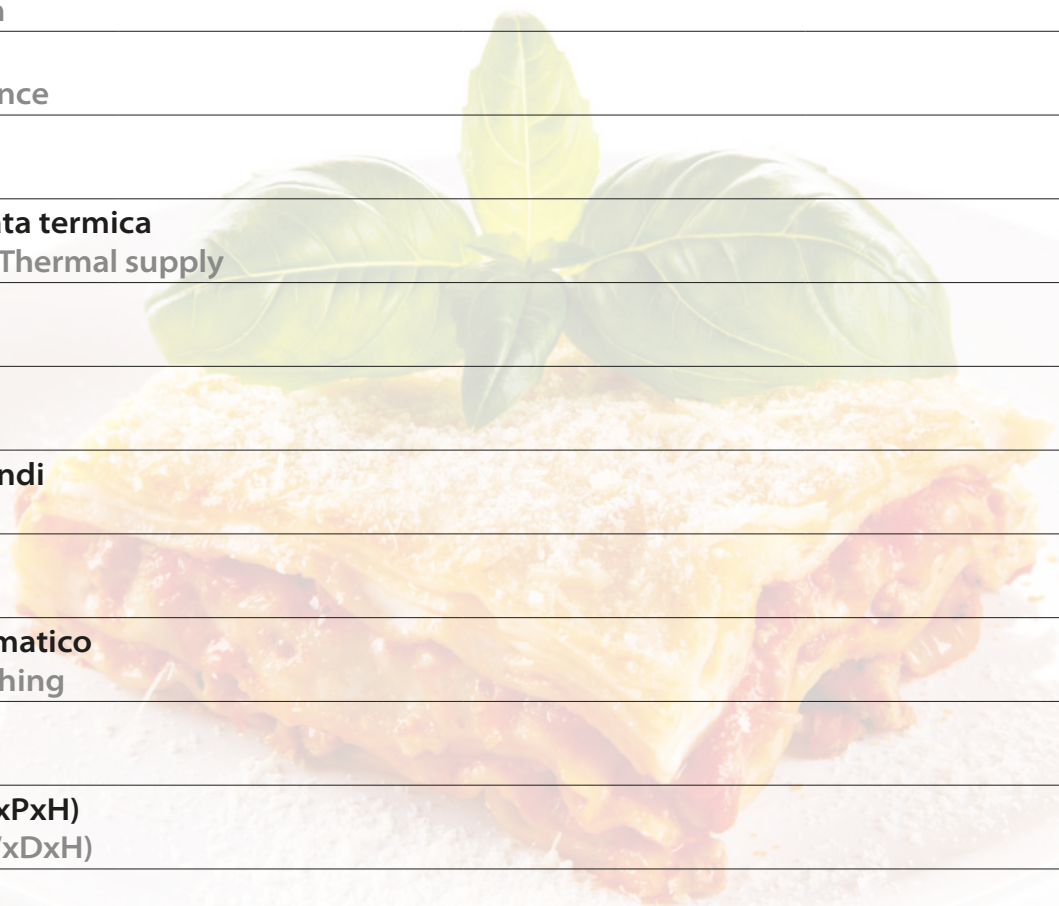 nce
ta termica
Thermal supply
ndi
matico
hing
xPxH)
xDxH)